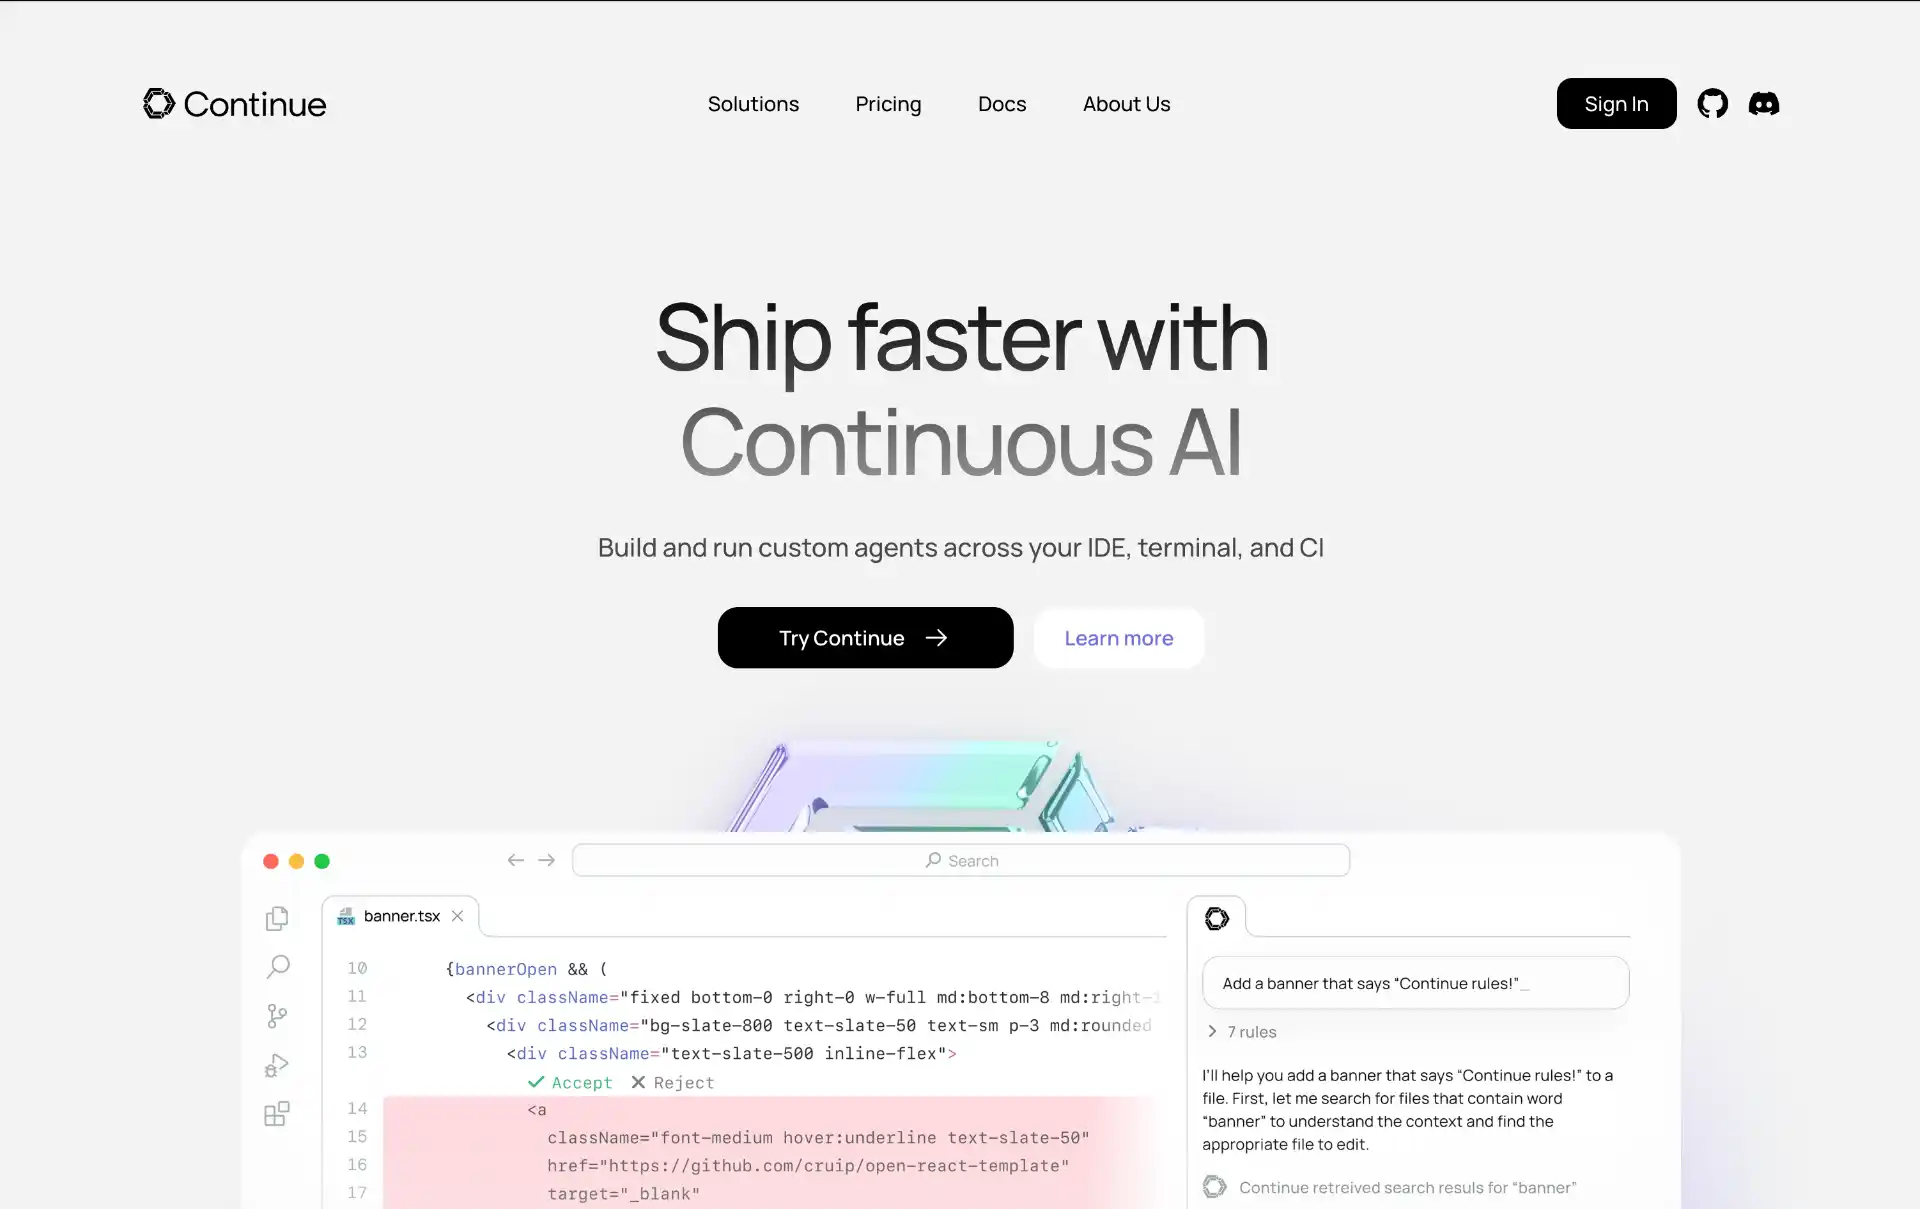 Continue
Solutions
Pricing
Docs
About Us
Sign In
Ship faster with
Continuous AI
Build and run custom agents across your IDE, terminal, and CI
Try Continue →
Learn more
← →
Search
TSX banner.tsx
10 {bannerOpen && (
11 <div className="fixed bottom-0 right-0 w-full md:bottom-8 md:right-1
12 <div className="bg-slate-800 text-slate-50 text-sm p-3 md:rounded
13 <div className="text-slate-500 inline-flex">
Accept
Reject
14 <a
15 className="font-medium hover:underline text-slate-50"
16 href="https://github.com/cruip/open-react-template"
17 target="_blank"
Add a banner that says “Continue rules!”_
7 rules
I’ll help you add a banner that says “Continue rules!” to a
file. First, let me search for files that contain word
“banner” to understand the context and find the
appropriate file to edit.
Continue retreived search resuls for “banner”